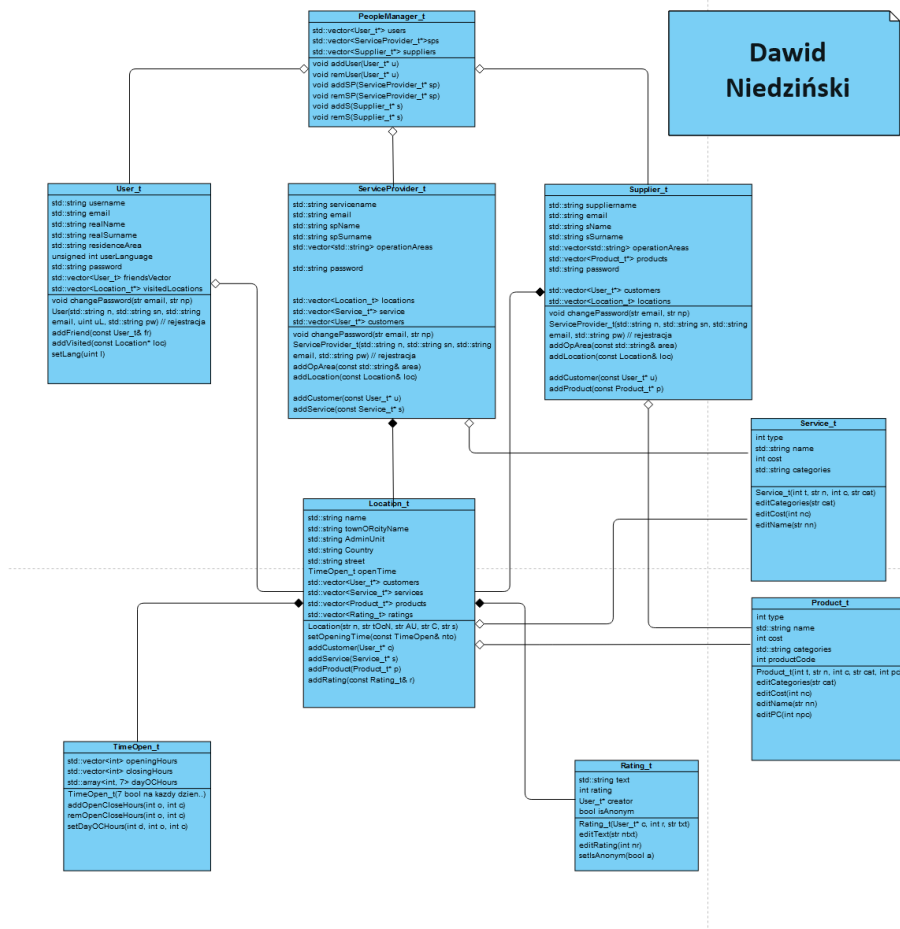 PeopleManager_t
std::vector<User_t*> users
std::vector<ServiceProvider_t*>sps
std::vector<Supplier_t*> suppliers
void addUser(User_t* u)
void remUser(User_t* u)
void addSP(ServiceProvider_t* sp)
void remSP(ServiceProvider_t* sp)
void addS(Supplier_t* s)
void remS(Supplier_t* s)
Dawid
Niedziński
User_t
std::string username
std::string email
std::string realName
std::string realSurname
std::string residenceArea
unsigned int userLanguage
std::string password
std::vector<User_t> friendsVector
std::vector<Location_t*> visitedLocations
void changePassword(str email, str np)
User(std::string n, std::string sn, std::string
email, uint uL, std::string pw) // rejestracja
addFriend(const User_t& fr)
addVisited(const Location* loc)
setLang(uint l)
ServiceProvider_t
std::string servicename
std::string email
std::string spName
std::string spSurname
std::vector<std::string> operationAreas
std::string password
std::vector<Location_t> locations
std::vector<Service_t*> service
std::vector<User_t*> customers
void changePassword(str email, str np)
ServiceProvider_t(std::string n, std::string sn, std::string
email, std::string pw) // rejestracja
addOpArea(const std::string& area)
addLocation(const Location& loc)
addCustomer(const User_t* u)
addService(const Service_t* s)
Supplier_t
std::string suppliername
std::string email
std::string sName
std::string sSurname
std::vector<std::string> operationAreas
std::vector<Product_t*> products
std::string password
std::vector<User_t*> customers
std::vector<Location_t> locations
void changePassword(str email, str np)
ServiceProvider_t(std::string n, std::string sn, std::string
email, std::string pw) // rejestracja
addOpArea(const std::string& area)
addLocation(const Location& loc)
addCustomer(const User_t* u)
addProduct(const Product_t* p)
Service_t
int type
std::string name
int cost
std::string categories
Service_t(int t, str n, int c, str cat)
editCategories(str cat)
editCost(int nc)
editName(str nn)
Location_t
std::string name
std::string townORcityName
std::string AdminUnit
std::string Country
std::string street
TimeOpen_t openTime
std::vector<User_t*> customers
std::vector<Service_t*> services
std::vector<Product_t*> products
std::vector<Rating_t> ratings
Location(str n, str tOcN, str AU, str C, str s)
setOpeningTime(const TimeOpen& nto)
addCustomer(User_t* c)
addService(Service_t* s)
addProduct(Product_t* p)
addRating(const Rating_t& r)
Product_t
int type
std::string name
int cost
std::string categories
int productCode
Product_t(int t, str n, int c, str cat, int pc)
editCategories(str cat)
editCost(int nc)
editName(str nn)
editPC(int npc)
TimeOpen_t
std::vector<int> openingHours
std::vector<int> closingHours
std::array<int, 7> dayOCHours
TimeOpen_t(7 bool na kazdy dzien..)
addOpenCloseHours(int o, int c)
remOpenCloseHours(int o, int c)
setDayOCHours(int d, int o, int c)
Rating_t
std::string text
int rating
User_t* creator
bool isAnonym
Rating_t(User_t* c, int r, str txt)
editText(str ntxt)
editRating(int nr)
setIsAnonym(bool a)